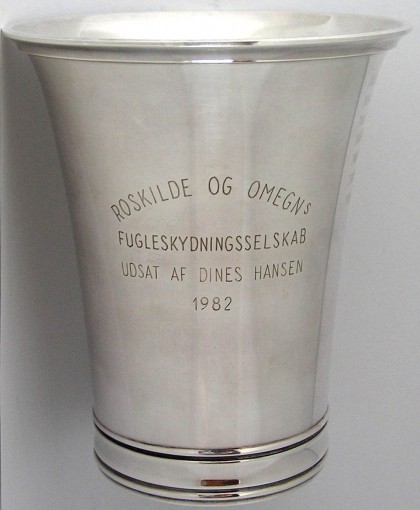 ROSKILDE OG OMEGNS
FUGLESKYDNINGSSELSKAB
UDSAT AF DINES HANSEN
1982